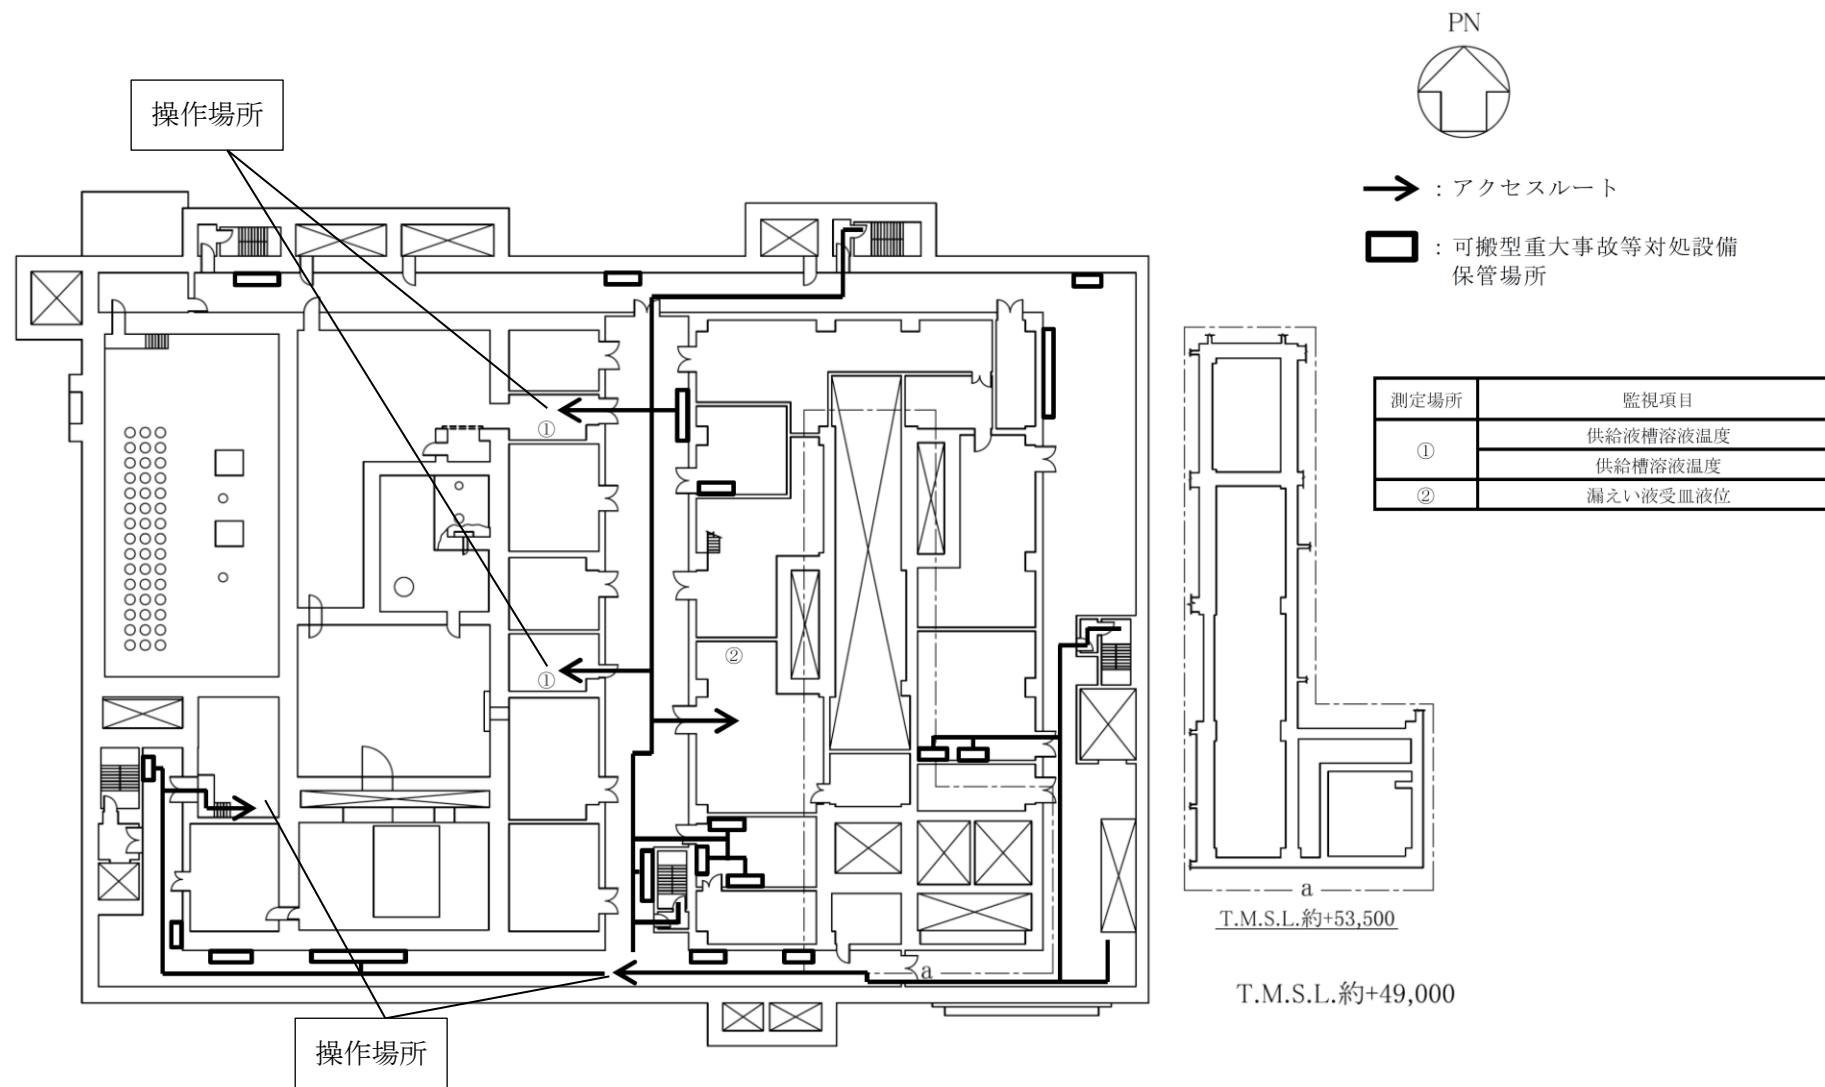 PN
操作場所
：アクセスルート
：可搬型重大事故等対処設備
保管場所
測定場所 監視項目
① 供給液槽溶液温度
供給槽溶液温度
② 漏えい液受皿液位
①
②
①
a
a
T.M.S.L.約+53,500
T.M.S.L.約+49,000
操作場所